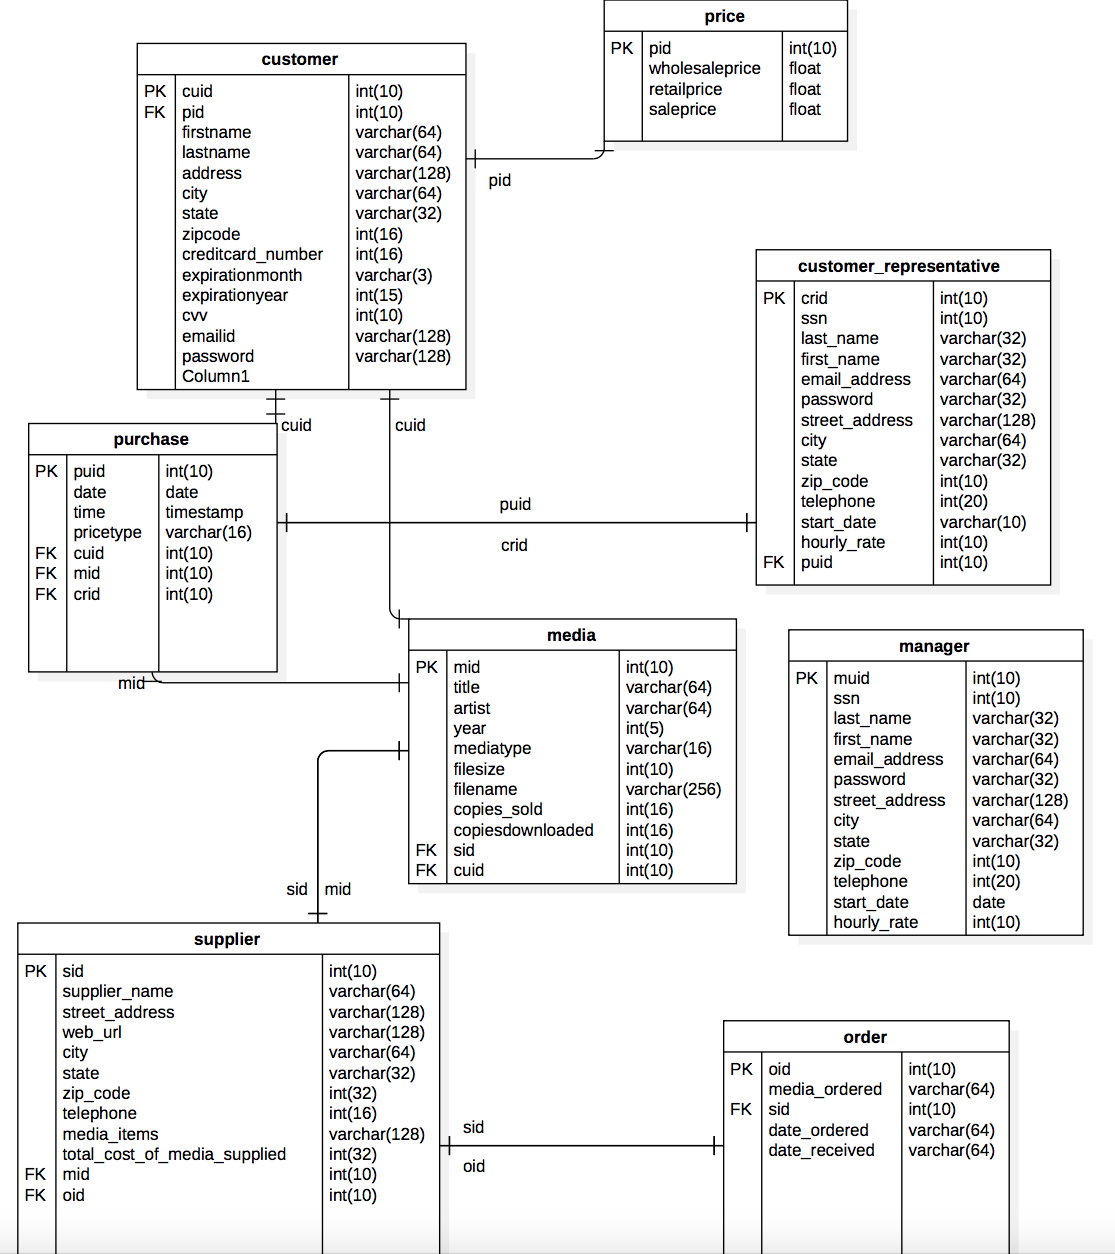 price
PK pid int(10)
wholesaleprice float
retailprice float
saleprice float
customer
PK cuid int(10)
FK pid int(10)
firstname varchar(64)
lastname varchar(64)
address varchar(128)
city varchar(64)
state varchar(32)
zipcode int(16)
creditcard_number int(16)
expirationmonth varchar(3)
expirationyear int(15)
cvv int(10)
emailid varchar(128)
password varchar(128)
Column1
pid
customer_representative
PK crid int(10)
ssn int(10)
last_name varchar(32)
first_name varchar(32)
email_address varchar(64)
password varchar(32)
street_address varchar(128)
city varchar(64)
state varchar(32)
zip_code int(10)
telephone int(20)
start_date varchar(10)
hourly_rate int(10)
FK puid int(10)
cuid
cuid
purchase
PK puid int(10)
date date
time timestamp
pricetype varchar(16)
FK cuid int(10)
FK mid int(10)
FK crid int(10)
puid
crid
mid
media
PK mid int(10)
title varchar(64)
artist varchar(64)
year int(5)
mediatype varchar(16)
filesize int(10)
filename varchar(256)
copies_sold int(16)
copiesdownloaded int(16)
FK sid int(10)
FK cuid int(10)
manager
PK muid int(10)
ssn int(10)
last_name varchar(32)
first_name varchar(32)
email_address varchar(64)
password varchar(32)
street_address varchar(128)
city varchar(64)
state varchar(32)
zip_code int(10)
telephone int(20)
start_date date
hourly_rate int(10)
sid mid
supplier
PK sid int(10)
supplier_name varchar(64)
street_address varchar(128)
web_url varchar(128)
city varchar(64)
state varchar(32)
zip_code int(32)
telephone int(16)
media_items varchar(128)
total_cost_of_media_supplied int(32)
FK mid int(10)
FK oid int(10)
sid
oid
order
PK oid int(10)
media_ordered varchar(64)
FK sid int(10)
date_ordered varchar(64)
date_received varchar(64)